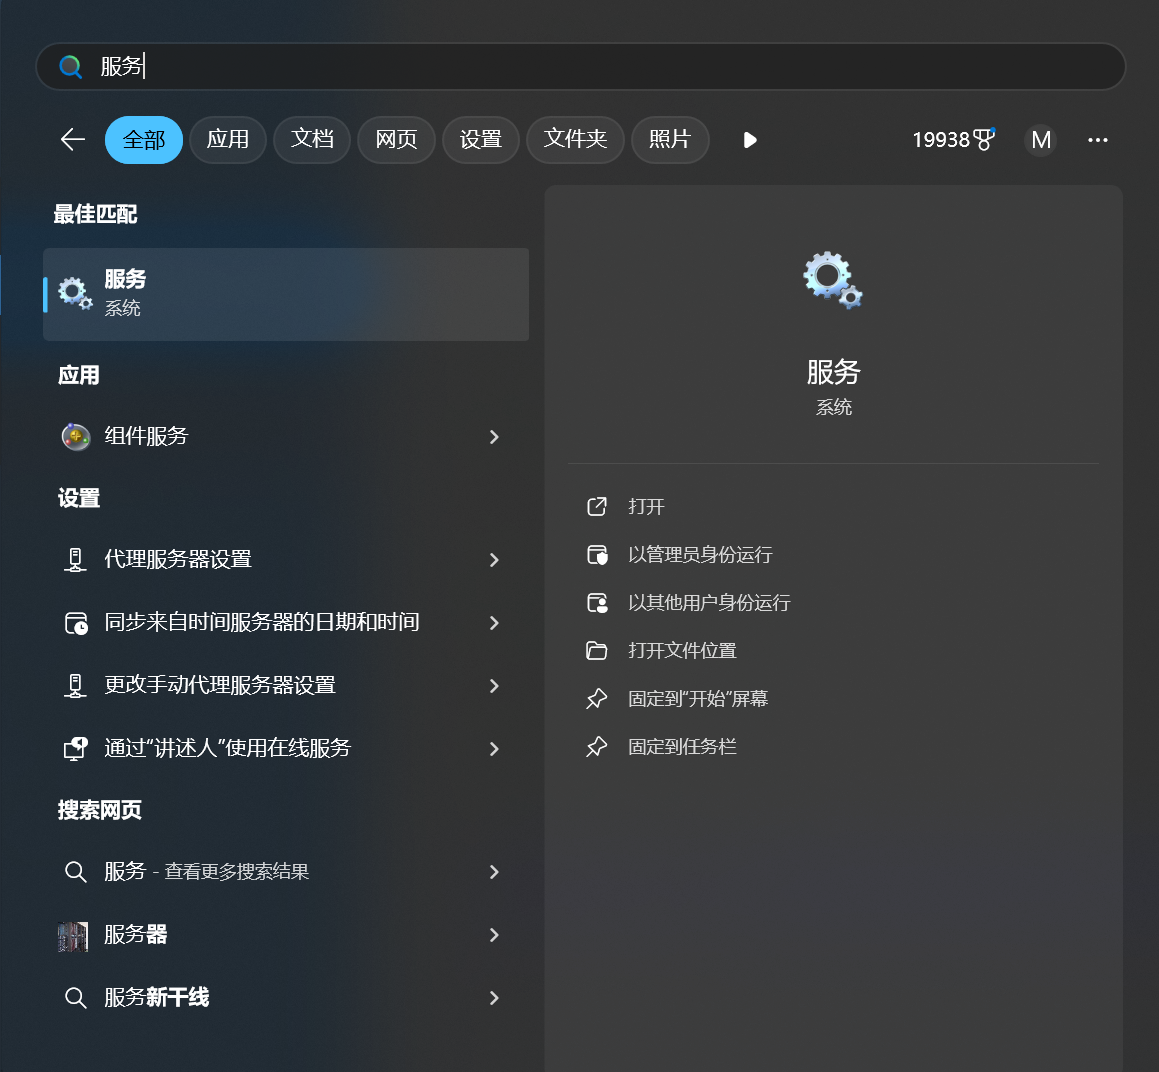 服务
全部 应用 文档 网页 设置 文件夹 照片 19938 M
最佳匹配
服务
系统
应用
组件服务
设置
代理服务器设置
同步来自时间服务器的日期和时间
更改手动代理服务器设置
通过“讲述人”使用在线服务
搜索网页
服务 - 查看更多搜索结果
服务器
服务新干线
服务
系统
打开
以管理员身份运行
以其他用户身份运行
打开文件位置
固定到“开始”屏幕
固定到任务栏